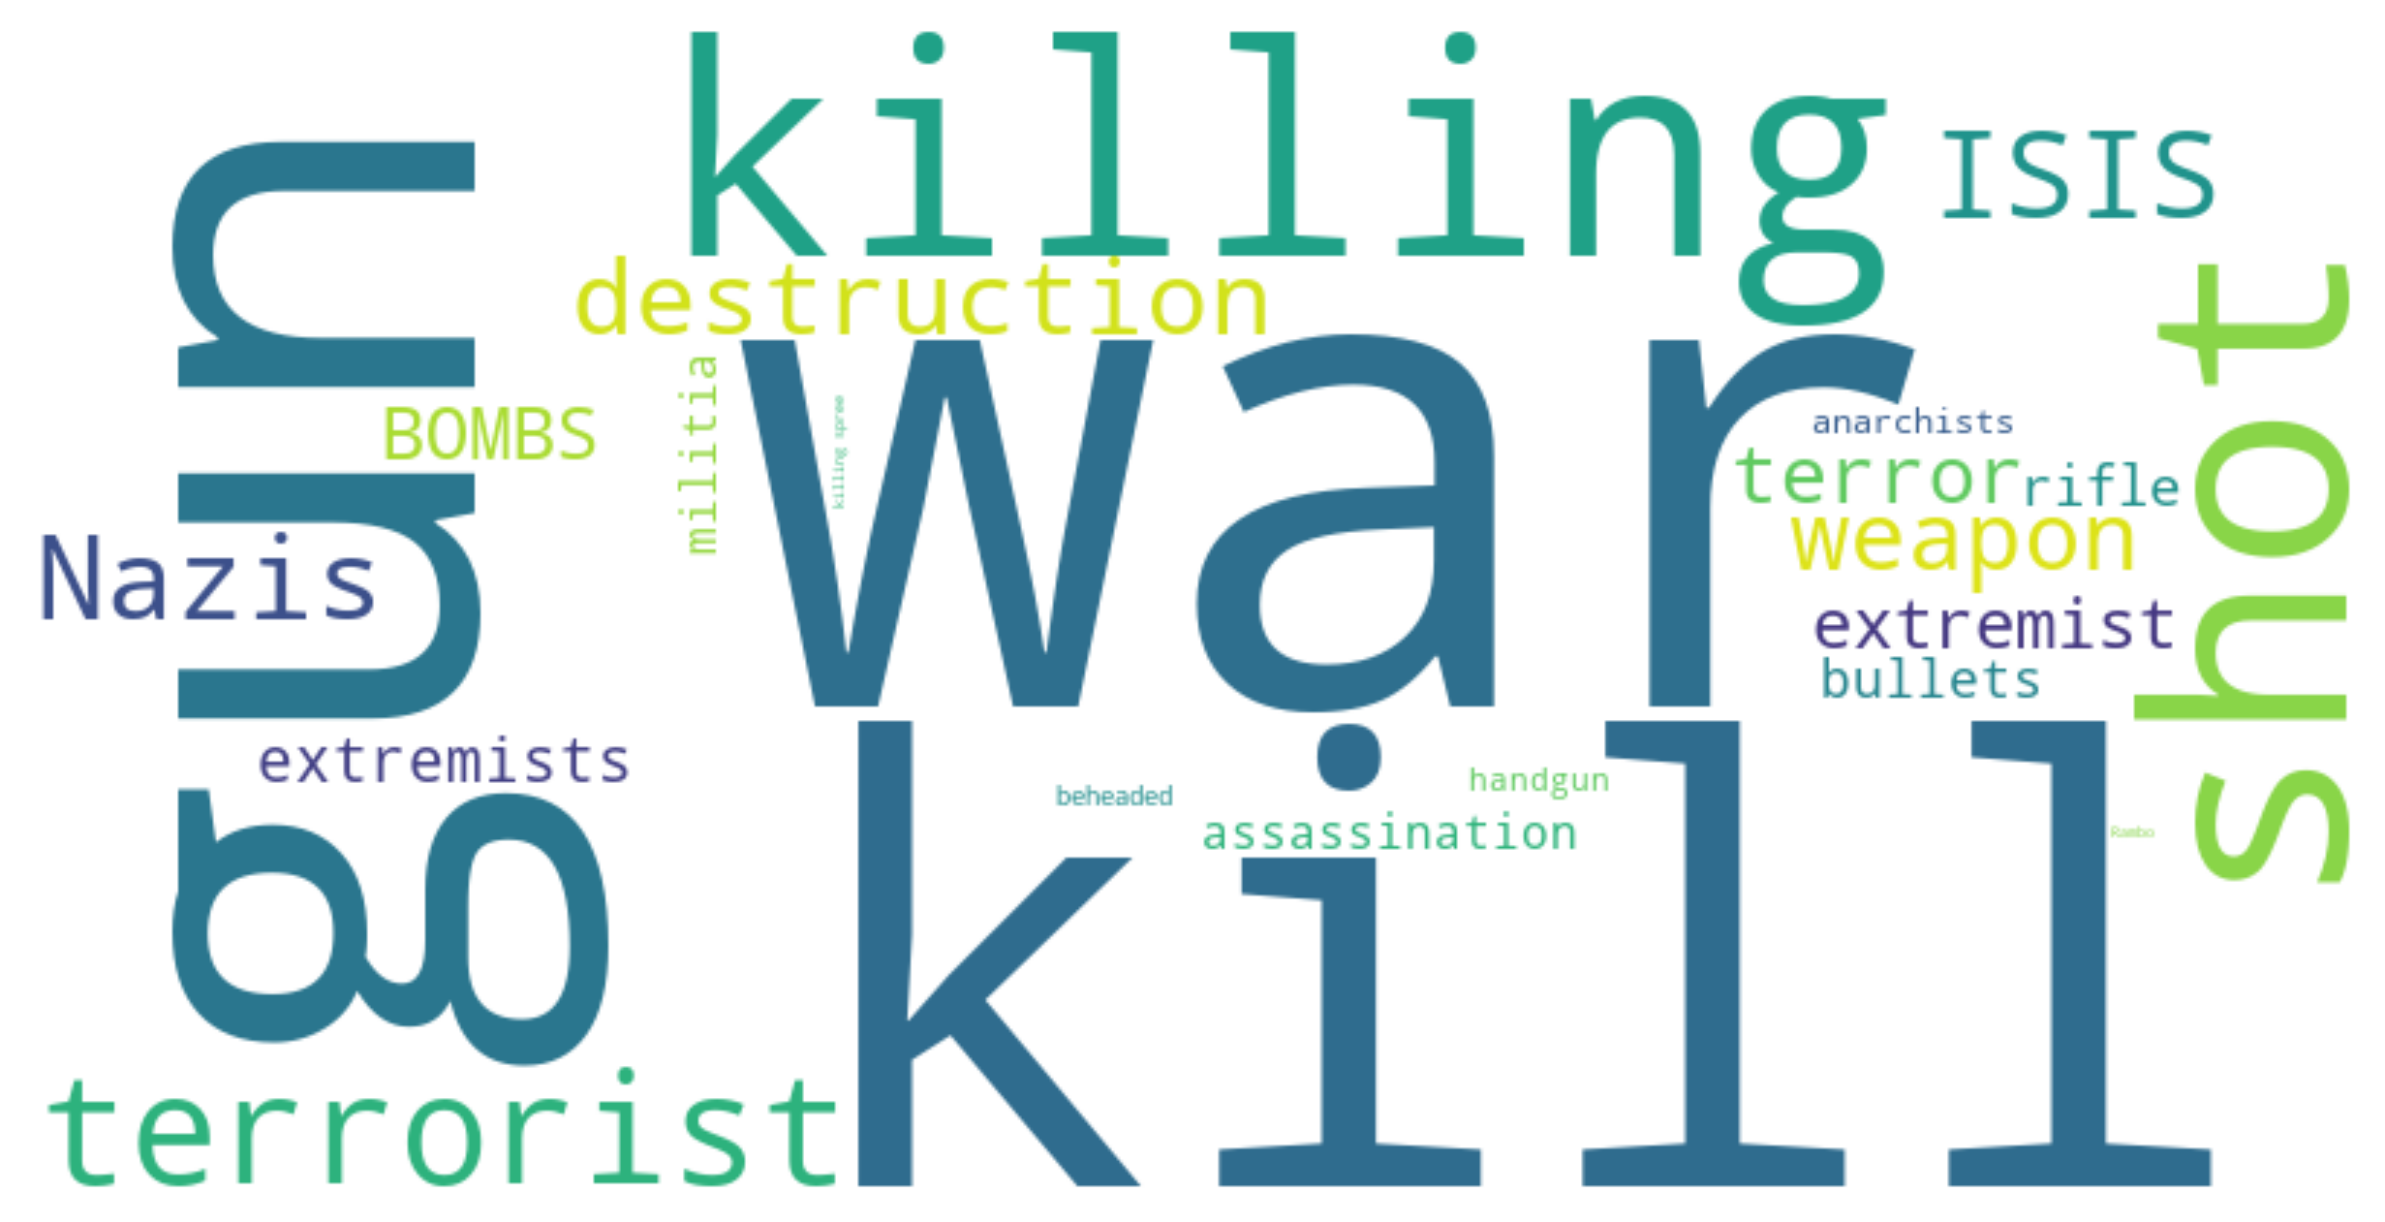 killing
ISIS
destruction
gun
war
shot
militia
killing spree
BOMBS
anarchists
terror
rifle
weapon
Nazis
extremist
bullets
extremists
kill
handgun
beheaded
assassination
Rambo
terrorist